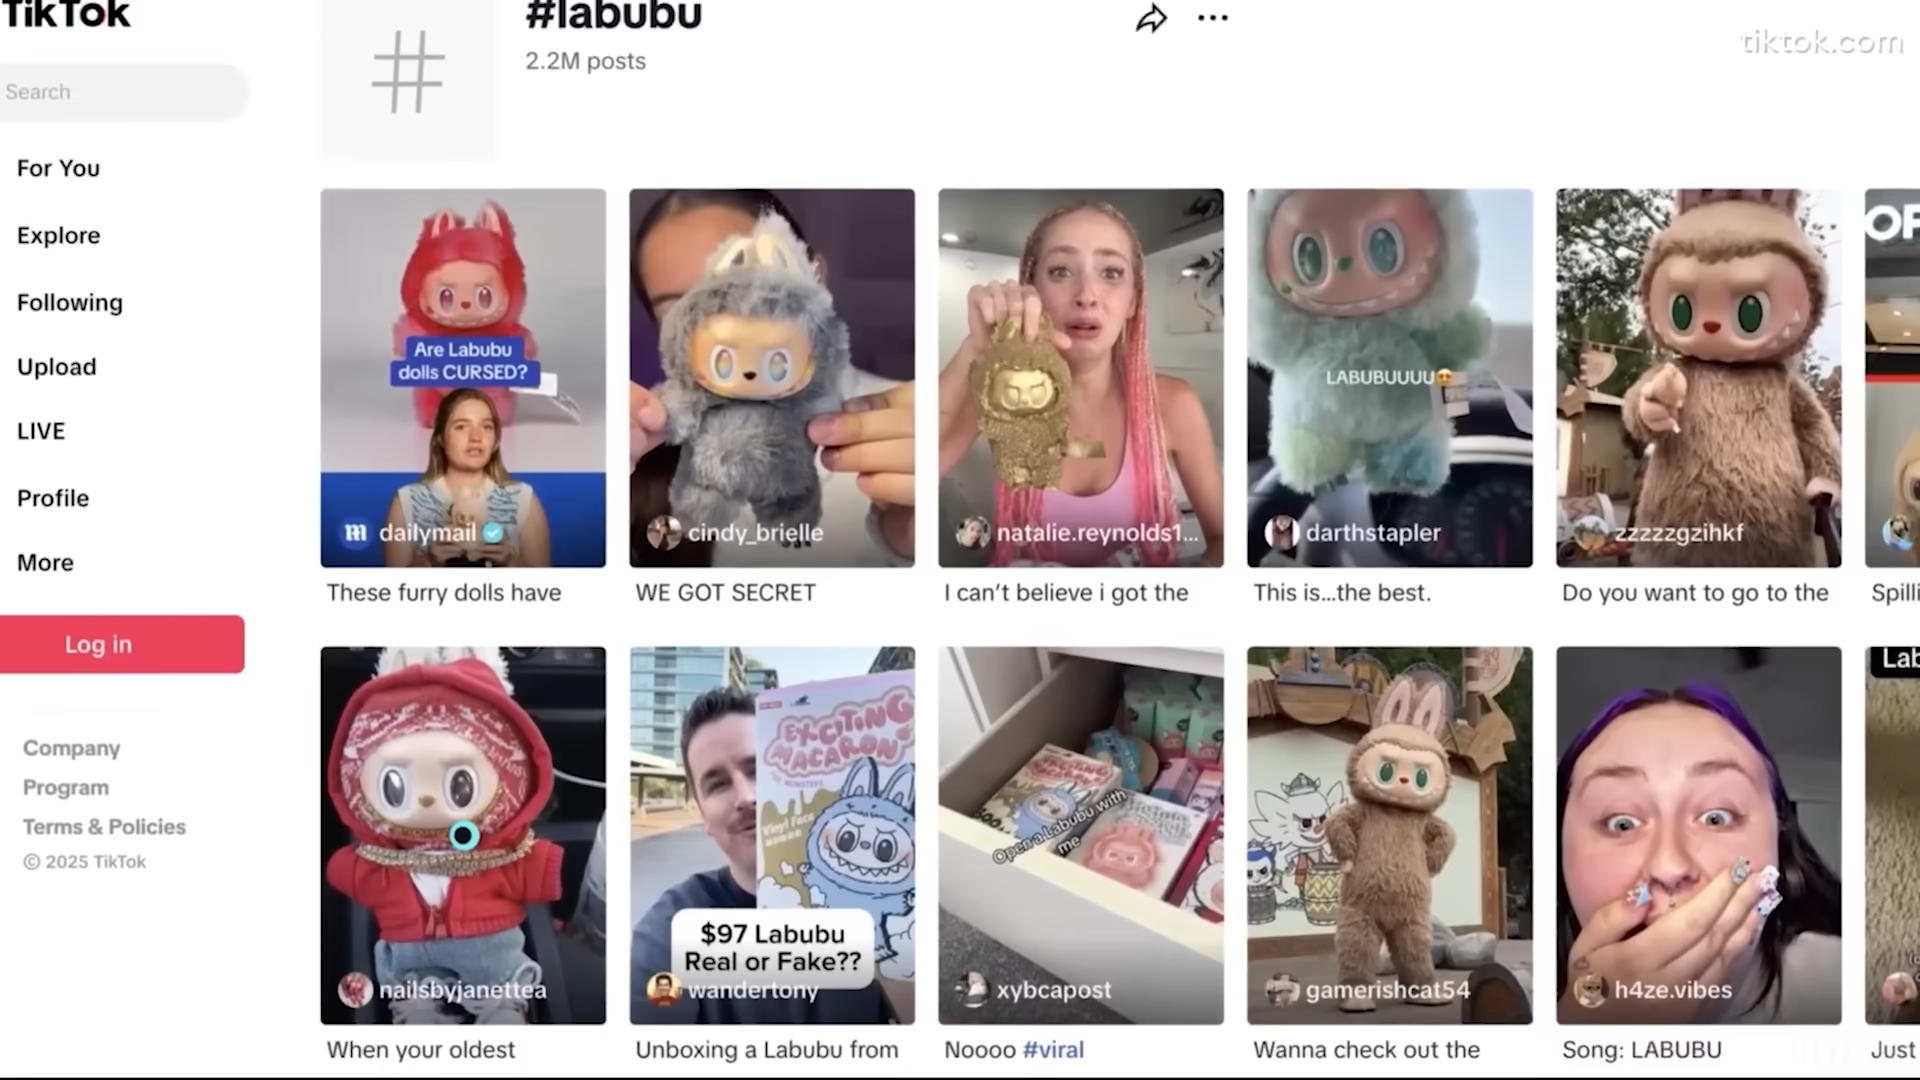 TikTok
#labubu
2.2M posts
tiktok.com
Search
For You
Explore
Following
Upload
LIVE
Profile
More
Log in
Company
Program
Terms & Policies
© 2025 TikTok
Are Labubu
dolls CURSED?
dailymail
These furry dolls have
cindy_brielle
WE GOT SECRET
natalie.reynolds1...
I can't believe i got the
LABUBUUUU😍
darthstapler
This is...the best.
zzzzzgzihkf
Do you want to go to the
OF
Spilli
nailsbyjanettea
When your oldest
EXCITING
MACARON
Vinyl Face
$97 Labubu
Real or Fake??
wandertony
Unboxing a Labubu from
Open a Labubu with
me
xybcapost
Noooo #viral
gamerishcat54
Wanna check out the
h4ze.vibes
Song: LABUBU
Lab
Just